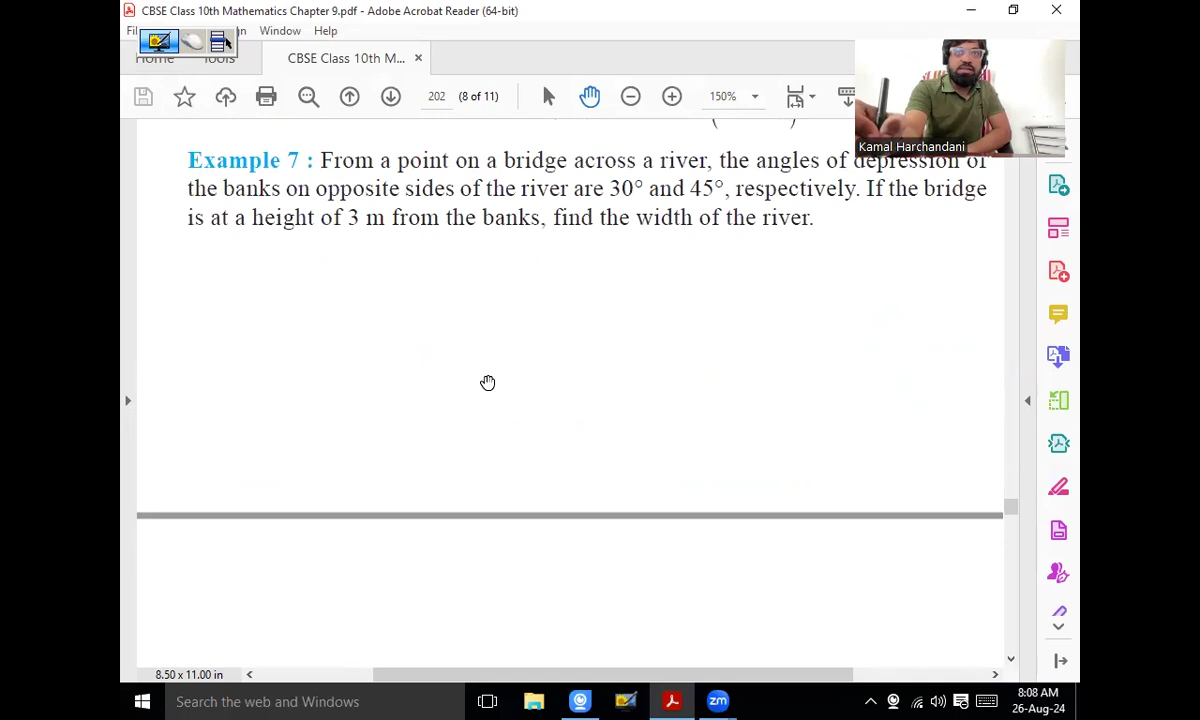 CBSE Class 10th Mathematics Chapter 9.pdf - Adobe Acrobat Reader (64-bit)
Window Help
Home Tools CBSE Class 10th M... ×
202 (8 of 11) 150%
Kamal Harchandani
Example 7 : From a point on a bridge across a river, the angles of depression of
the banks on opposite sides of the river are 30° and 45°, respectively. If the bridge
is at a height of 3 m from the banks, find the width of the river.
8.50 x 11.00 in
Search the web and Windows
zm
8:08 AM
26-Aug-24